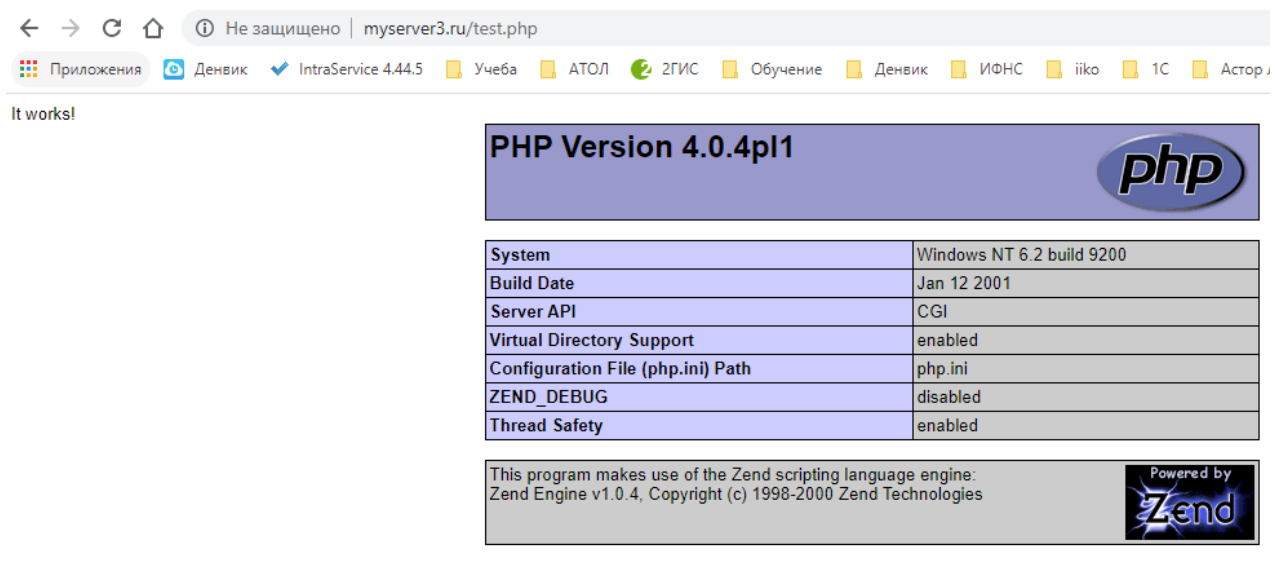 Не защищено | myserver3.ru/test.php
Приложения Денвик IntraService 4.44.5 Учеба АТОЛ 2ГИС Обучение Денвик ИФНС iiko 1С Астор
It works!
PHP Version 4.0.4pl1
php
System Windows NT 6.2 build 9200
Build Date Jan 12 2001
Server API CGI
Virtual Directory Support enabled
Configuration File (php.ini) Path php.ini
ZEND_DEBUG disabled
Thread Safety enabled
This program makes use of the Zend scripting language engine:
Zend Engine v1.0.4, Copyright (c) 1998-2000 Zend Technologies
Powered by
Zend